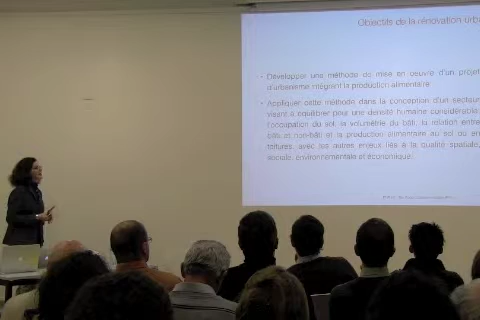 Objectifs de la rénovation urb
- Développer une méthode de mise en oeuvre d'un projet
d'urbanisme intégrant la production alimentaire
- Appliquer cette méthode dans la conception d'un secteur
visant à équilibrer pour une densité humaine considérable,
l'occupation du sol, la volumétrie du bâti, la relation entre
bâti et non-bâti et la production alimentaire au sol ou en
toitures, avec les autres enjeux liés à la qualité spatiale,
sociale, environnementale et économique.